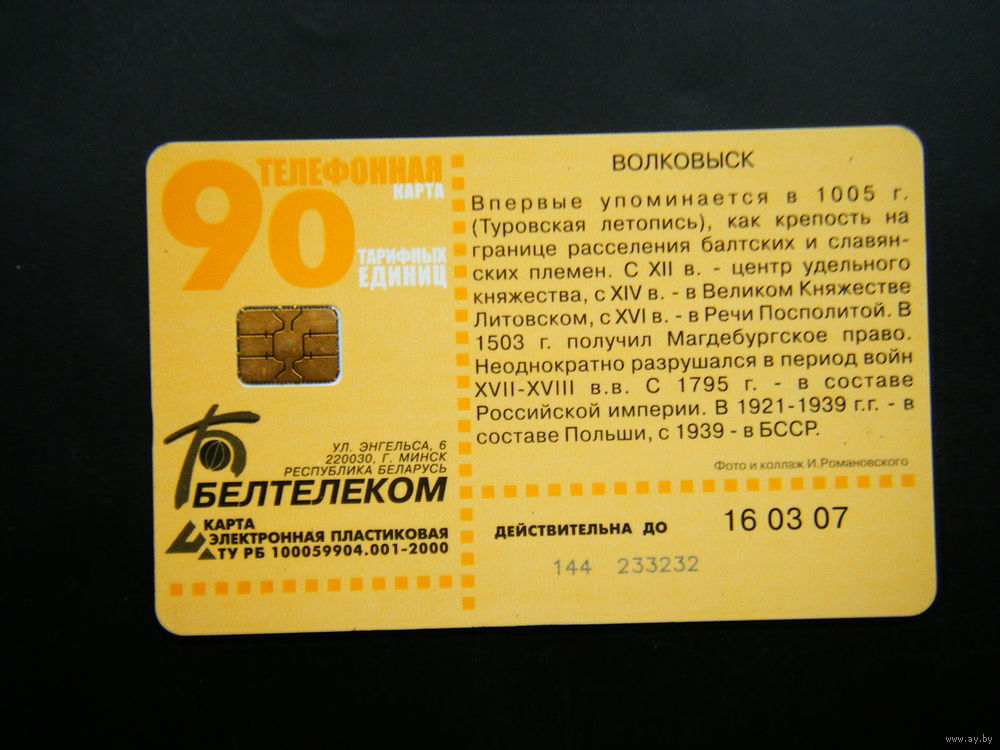 90
ТЕЛЕФОННАЯ
КАРТА
ТАРИФНЫХ
ЕДИНИЦ
УЛ. ЭНГЕЛЬСА, 6
220030, Г. МИНСК
РЕСПУБЛИКА БЕЛАРУСЬ
БЕЛТЕЛЕКОМ
КАРТА
ЭЛЕКТРОННАЯ ПЛАСТИКОВАЯ
ТУ РБ 100059904.001-2000
ВОЛКОВЫСК
Впервые упоминается в 1005 г.
(Туровская летопись), как крепость на
границе расселения балтских и славян-
ских племен. С XII в. - центр удельного
княжества, с XIV в. - в Великом Княжестве
Литовском, с XVI в. - в Речи Посполитой. В
1503 г. получил Магдебургское право.
Неоднократно разрушался в период войн
XVII-XVIII в.в. С 1795 г. - в составе
Российской империи. В 1921-1939 г.г. - в
составе Польши, с 1939 - в БССР.
Фото и коллаж И.Романовского
ДЕЙСТВИТЕЛЬНА ДО 16 03 07
144 233232
www.ay.by